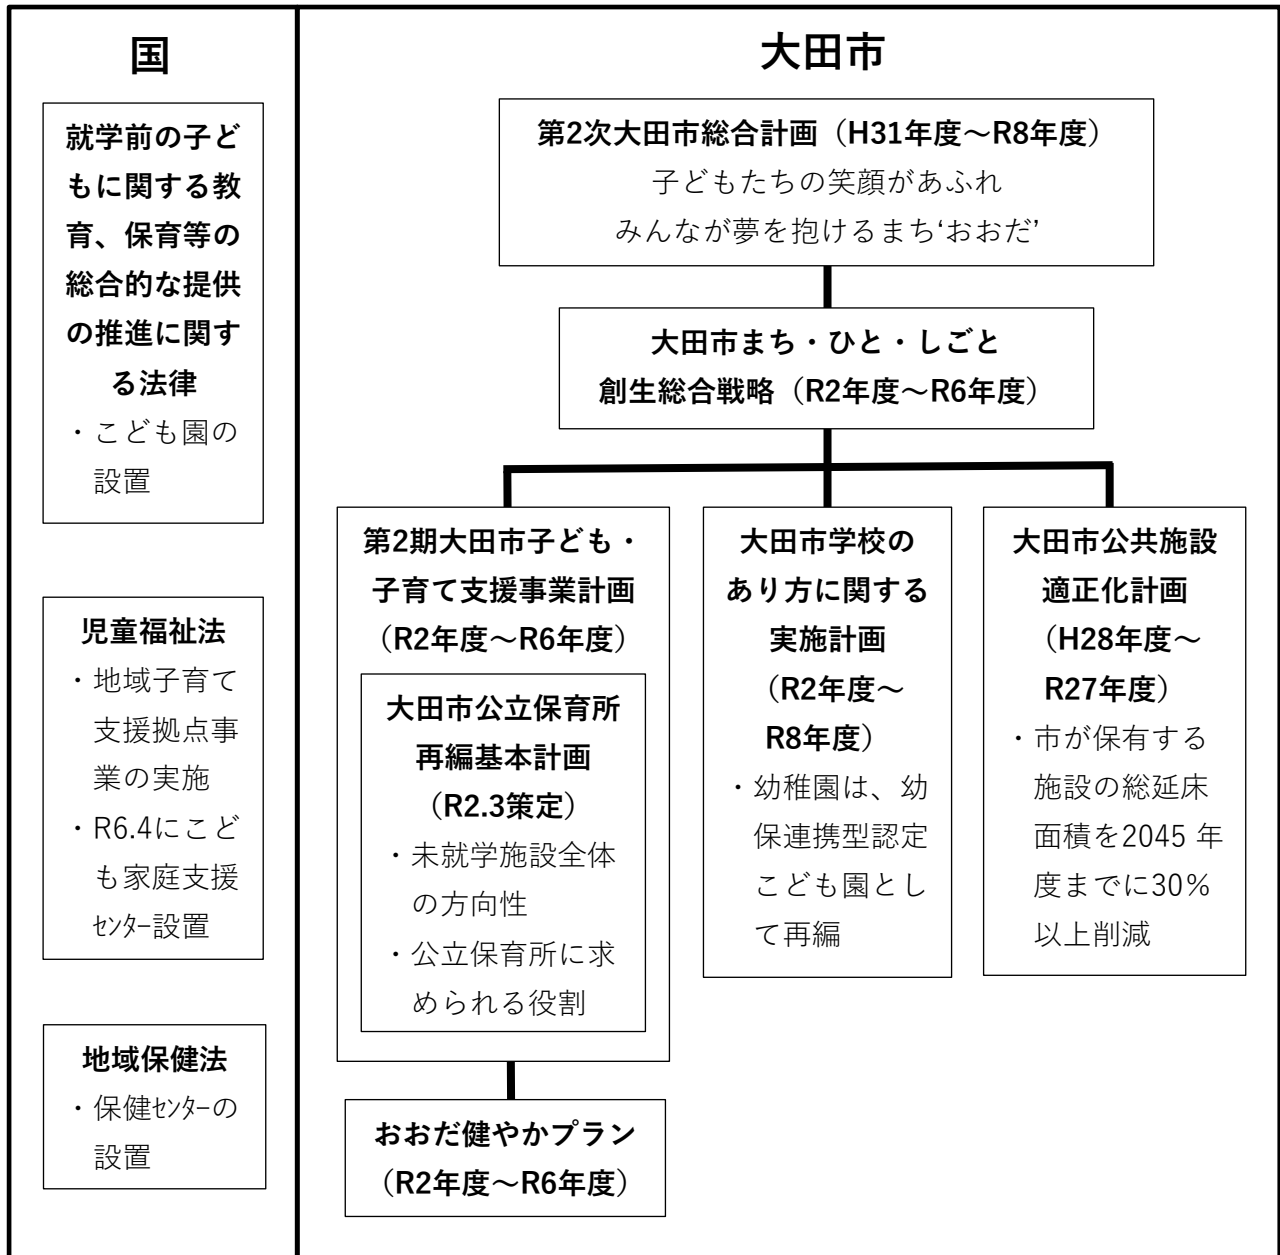 国
就学前の子ど
もに関する教
育、保育等の
総合的な提供
の推進に関す
る法律
・こども園の
設置
児童福祉法
・地域子育て
支援拠点事
業の実施
・R6.4にこど
も家庭支援
ｾﾝﾀｰ設置
地域保健法
・保健ｾﾝﾀｰの
設置
大田市
第2次大田市総合計画（H31年度～R8年度）
子どもたちの笑顔があふれ
みんなが夢を抱けるまち‘おおだ’
大田市まち・ひと・しごと
創生総合戦略（R2年度～R6年度）
第2期大田市子ども・
子育て支援事業計画
（R2年度～R6年度）
大田市公立保育所
再編基本計画
（R2.3策定）
・未就学施設全体
の方向性
・公立保育所に求
められる役割
おおだ健やかプラン
（R2年度～R6年度）
大田市学校の
あり方に関する
実施計画
（R2年度～
R8年度）
・幼稚園は、幼
保連携型認定
こども園とし
て再編
大田市公共施設
適正化計画
（H28年度～
R27年度）
・市が保有する
施設の総延床
面積を2045 年
度までに30%
以上削減